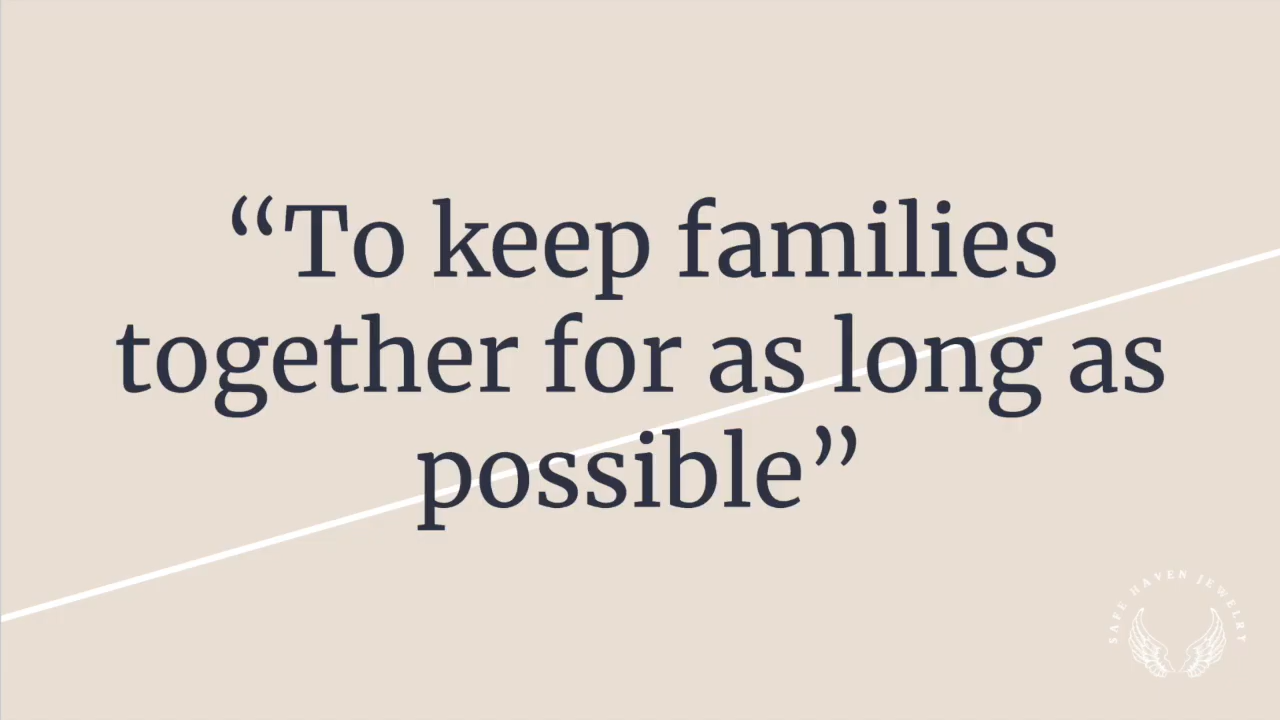 “To keep families
together for as long as
possible”
SAFE HAVEN JEWELRY